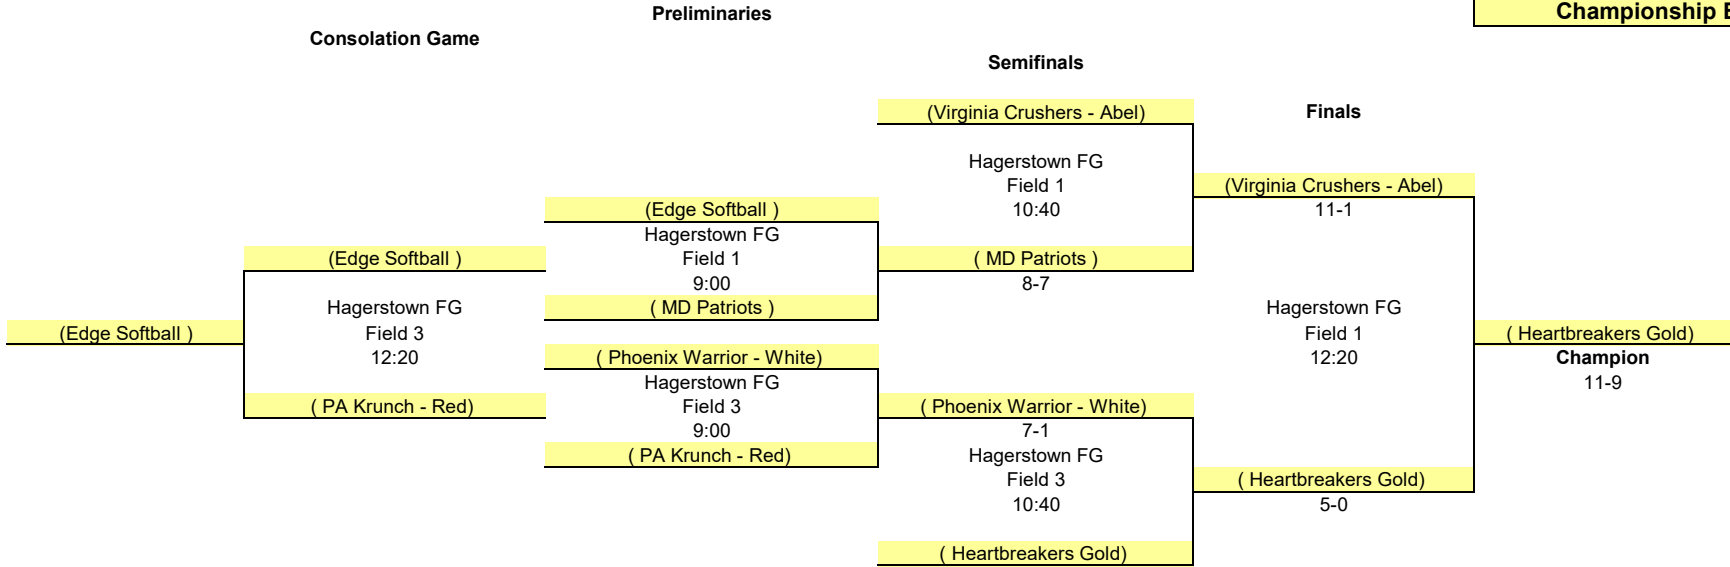 Preliminaries
Championship
Consolation Game
Semifinals
(Virginia Crushers - Abel)
Finals
Hagerstown FG
Field 1
(Virginia Crushers - Abel)
(Edge Softball )
10:40
11-1
Hagerstown FG
(Edge Softball )
Field 1
( MD Patriots )
9:00
8-7
Hagerstown FG
( MD Patriots )
Hagerstown FG
(Edge Softball )
Field 3
Field 1
( Heartbreakers Gold)
12:20
( Phoenix Warrior - White)
12:20
Champion
Hagerstown FG
11-9
( PA Krunch - Red)
Field 3
( Phoenix Warrior - White)
9:00
7-1
( PA Krunch - Red)
Hagerstown FG
Field 3
( Heartbreakers Gold)
10:40
5-0
( Heartbreakers Gold)